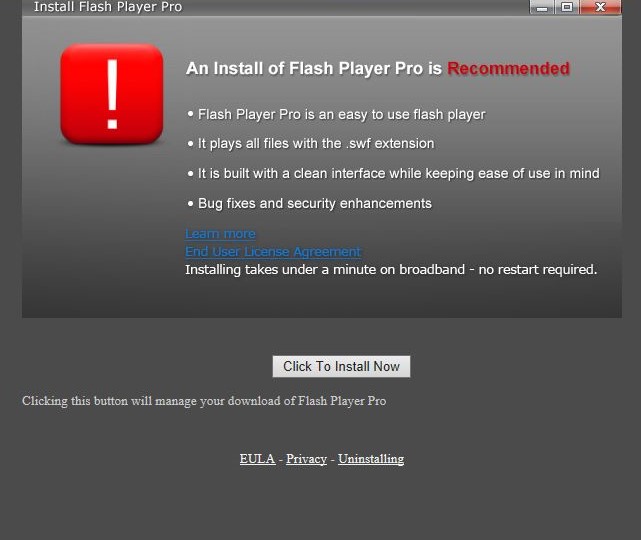 Install Flash Player Pro
An Install of Flash Player Pro is Recommended
• Flash Player Pro is an easy to use flash player
• It plays all files with the .swf extension
• It is built with a clean interface while keeping ease of use in mind
• Bug fixes and security enhancements
Learn more
End User License Agreement
Installing takes under a minute on broadband - no restart required.
Click To Install Now
Clicking this button will manage your download of Flash Player Pro
EULA - Privacy - Uninstalling